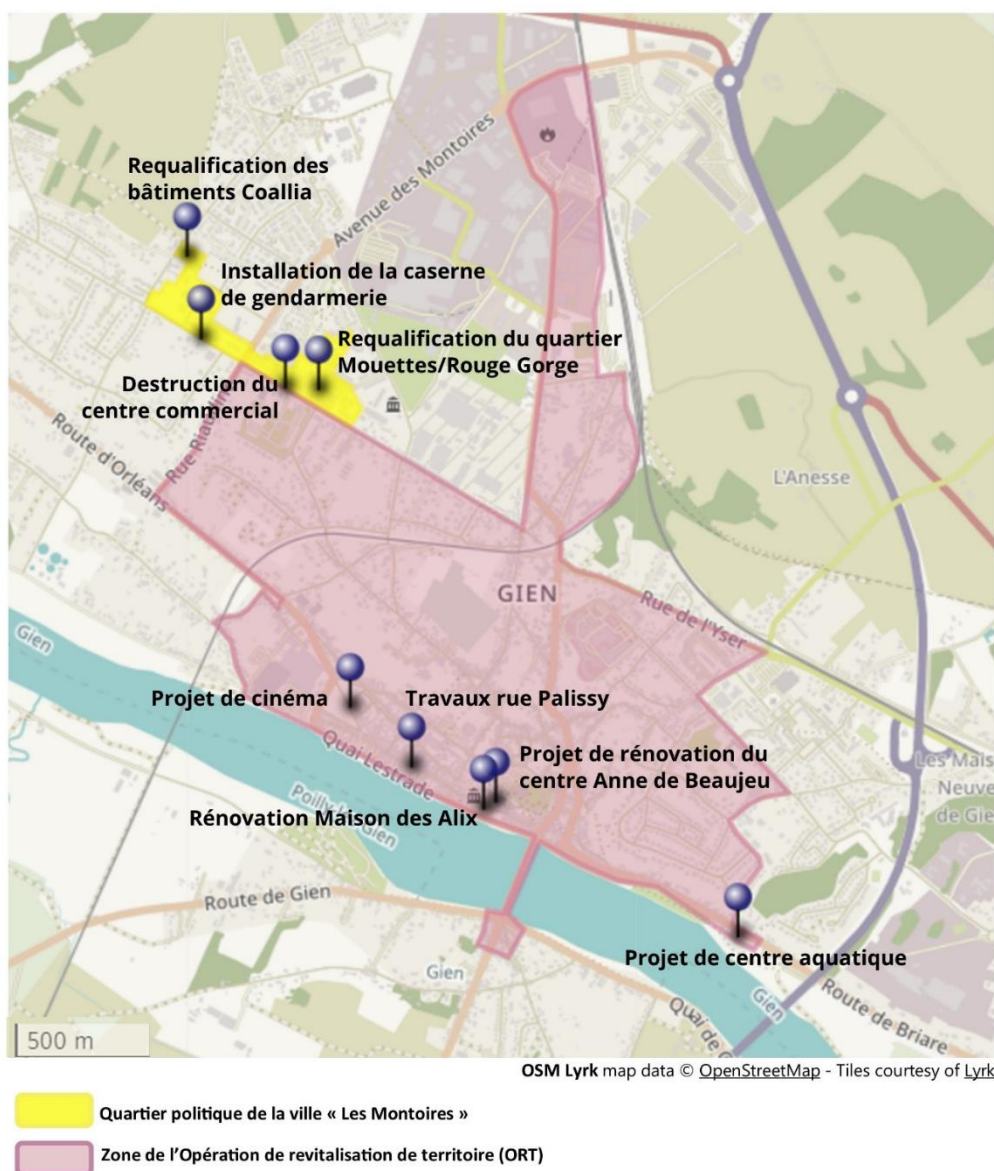 Requalification des
bâtiments Coallia
Avenue des Montoires
Installation de la caserne
de gendarmerie
Requalification du quartier
Mouettes/Rouge Gorge
Destruction du
centre commercial
Rue Riaudin
Route d'Orléans
L'Anesse
GIEN
Rue de l'Yser
Gien
Projet de cinéma
Travaux rue Palissy
Quai Lestrade
Projet de rénovation du
centre Anne de Beaujeu
Les Mais
Neuve
de Gie
Poilly-lez-Gien
Rénovation Maison des Alix
Route de Gien
Projet de centre aquatique
Gien
Gien
Quai de
Route de Briare
500 m
OSM Lyrk map data © OpenStreetMap - Tiles courtesy of Lyrk
Quartier politique de la ville « Les Montoires »
Zone de l'Opération de revitalisation de territoire (ORT)